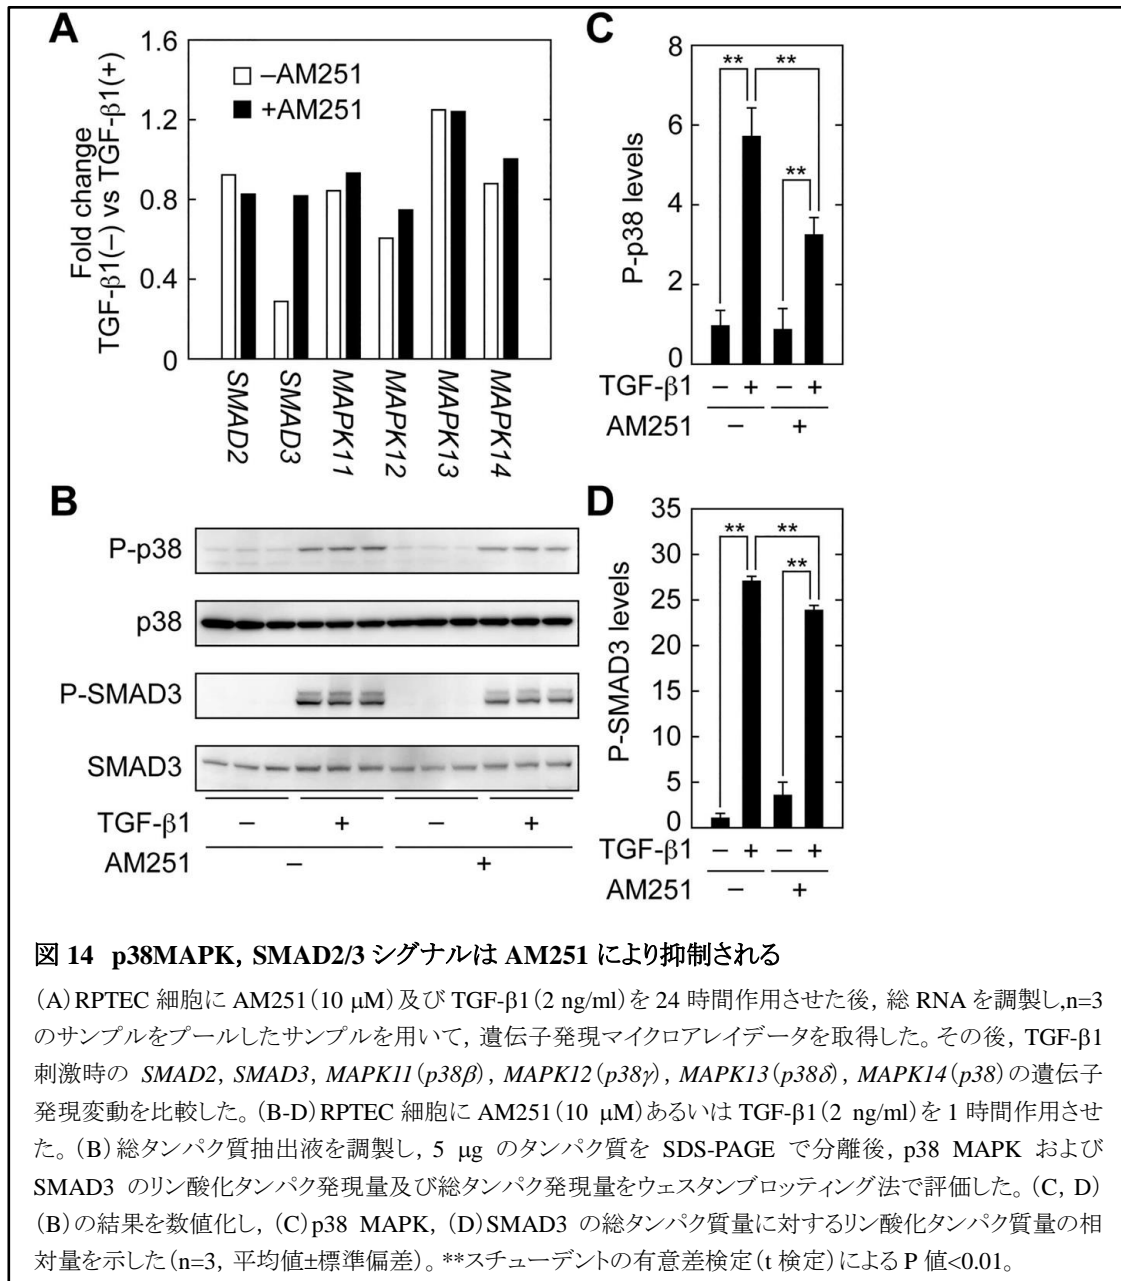 A
1.6
1.2
0.8
0.4
0
Fold change
TGF-β1(–) vs TGF-β1(+)
–AM251
+AM251
SMAD2
SMAD3
MAPK11
MAPK12
MAPK13
MAPK14
C
8
6
4
2
0
P-p38 levels
**
**
**
TGF-β1 – + – +
AM251 – +
B
P-p38
p38
P-SMAD3
SMAD3
TGF-β1 – + – +
AM251 – +
D
35
30
25
20
15
10
5
0
P-SMAD3 levels
**
**
**
TGF-β1 – + – +
AM251 – +
図 14 p38MAPK, SMAD2/3 シグナルは AM251 により抑制される
(A)RPTEC 細胞に AM251(10 μM)及び TGF-β1(2 ng/ml)を 24 時間作用させた後, 総 RNA を調製し,n=3
のサンプルをプールしたサンプルを用いて, 遺伝子発現マイクロアレイデータを取得した。その後, TGF-β1
刺激時の SMAD2, SMAD3, MAPK11(p38β), MAPK12(p38γ), MAPK13(p38δ), MAPK14(p38)の遺伝子
発現変動を比較した。(B-D)RPTEC 細胞に AM251(10 μM)あるいは TGF-β1(2 ng/ml)を 1 時間作用させ
た。(B)総タンパク質抽出液を調製し, 5 μg のタンパク質を SDS-PAGE で分離後, p38 MAPK および
SMAD3 のリン酸化タンパク発現量及び総タンパク発現量をウェスタンブロッティング法で評価した。(C, D)
(B)の結果を数値化し, (C)p38 MAPK, (D)SMAD3 の総タンパク質量に対するリン酸化タンパク質量の相
対量を示した(n=3, 平均値±標準偏差)。**スチューデントの有意差検定(t 検定)による P 値<0.01。